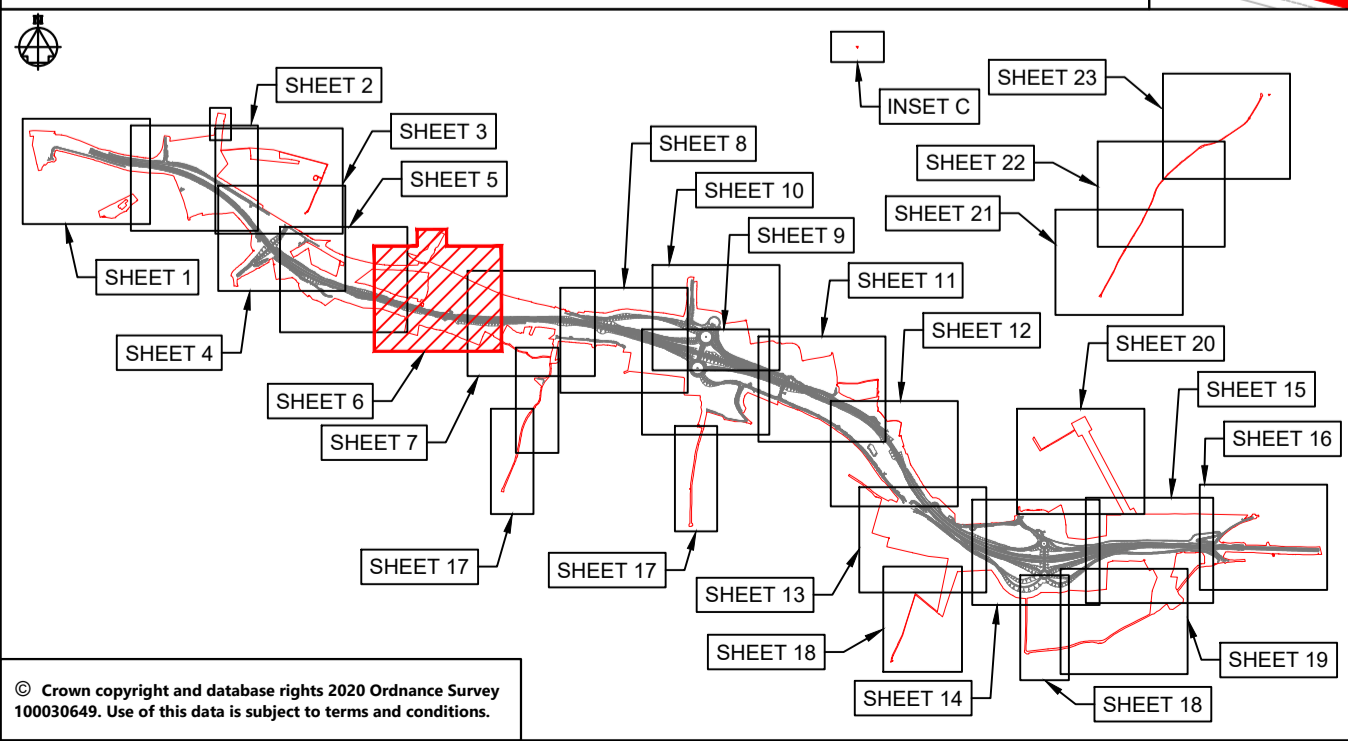 N
SHEET 2
SHEET 3
SHEET 5
SHEET 1
SHEET 4
SHEET 6
SHEET 7
SHEET 8
SHEET 10
SHEET 9
SHEET 11
SHEET 12
INSET C
SHEET 23
SHEET 22
SHEET 21
SHEET 20
SHEET 15
SHEET 16
SHEET 17
SHEET 17
SHEET 13
SHEET 18
SHEET 14
SHEET 18
SHEET 19
© Crown copyright and database rights 2020 Ordnance Survey
100030649. Use of this data is subject to terms and conditions.